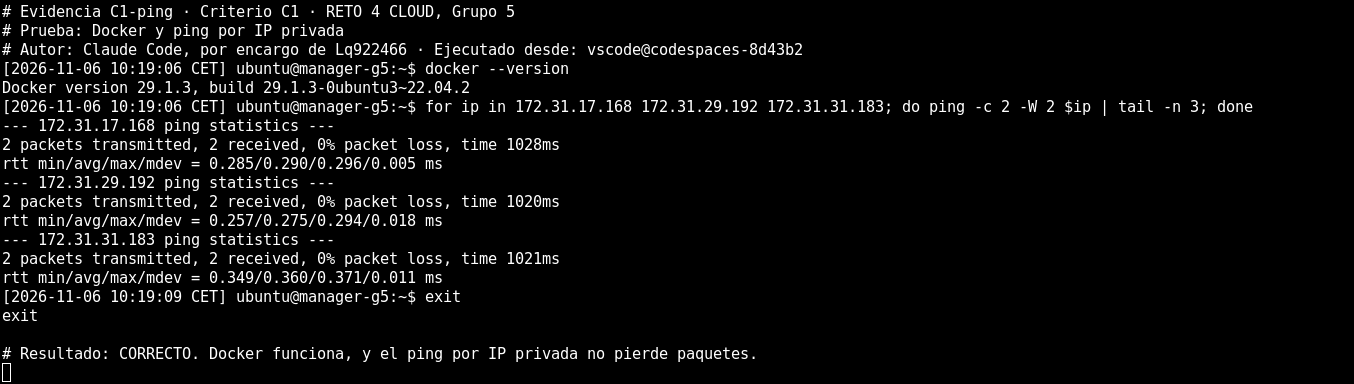 # Evidencia C1-ping · Criterio C1 · RETO 4 CLOUD, Grupo 5
# Prueba: Docker y ping por IP privada
# Autor: Claude Code, por encargo de Lq922466 · Ejecutado desde: vscode@codespaces-8d43b2
[2026-11-06 10:19:06 CET] ubuntu@manager-g5:~$ docker --version
Docker version 29.1.3, build 29.1.3-0ubuntu3~22.04.2
[2026-11-06 10:19:06 CET] ubuntu@manager-g5:~$ for ip in 172.31.17.168 172.31.29.192 172.31.31.183; do ping -c 2 -W 2 $ip | tail -n 3; done
--- 172.31.17.168 ping statistics ---
2 packets transmitted, 2 received, 0% packet loss, time 1028ms
rtt min/avg/max/mdev = 0.285/0.290/0.296/0.005 ms
--- 172.31.29.192 ping statistics ---
2 packets transmitted, 2 received, 0% packet loss, time 1020ms
rtt min/avg/max/mdev = 0.257/0.275/0.294/0.018 ms
--- 172.31.31.183 ping statistics ---
2 packets transmitted, 2 received, 0% packet loss, time 1021ms
rtt min/avg/max/mdev = 0.349/0.360/0.371/0.011 ms
[2026-11-06 10:19:09 CET] ubuntu@manager-g5:~$ exit
exit
# Resultado: CORRECTO. Docker funciona, y el ping por IP privada no pierde paquetes.